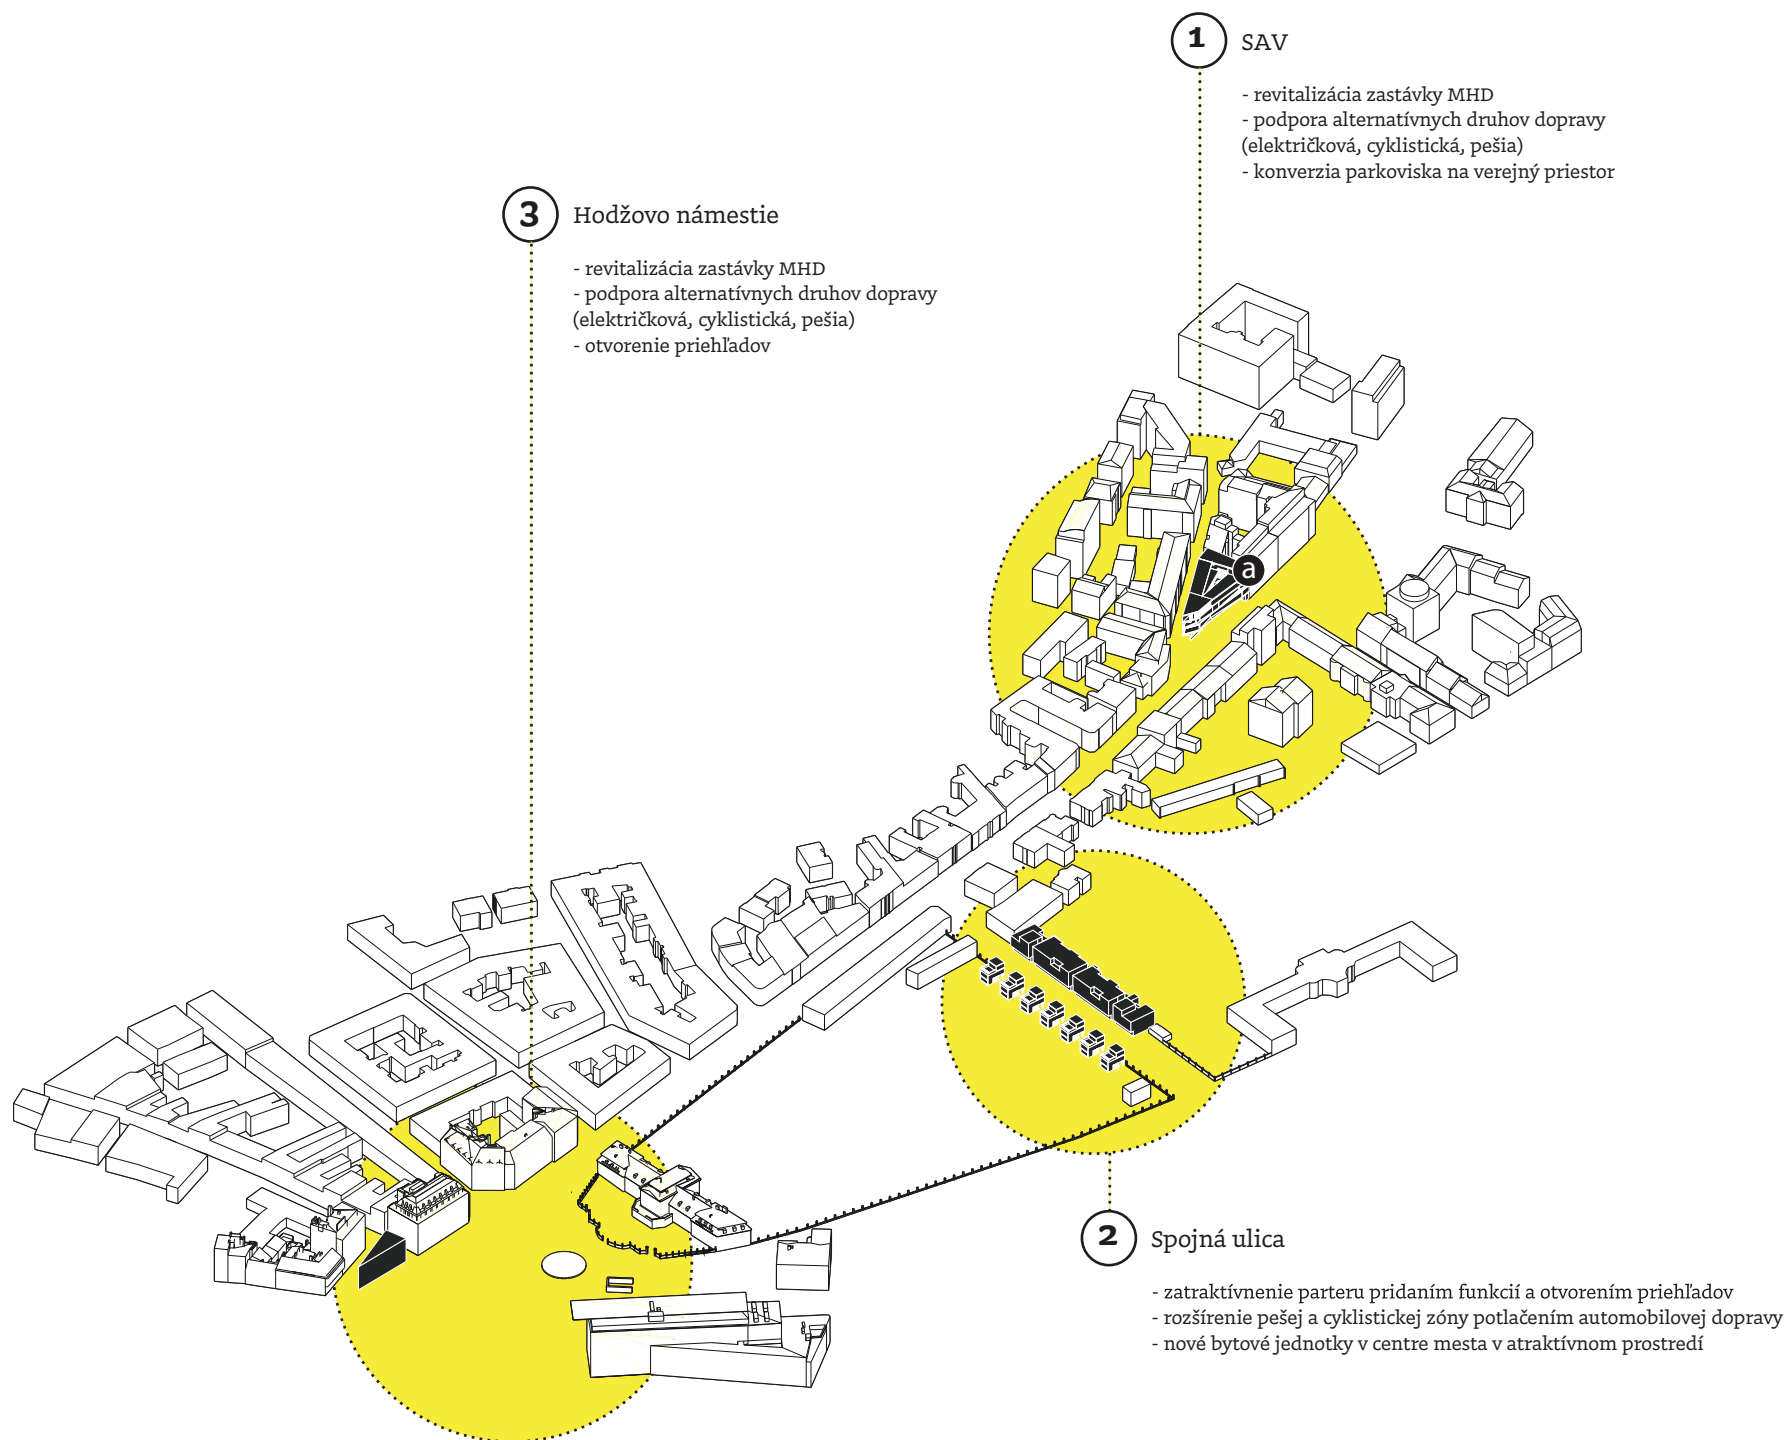 1 SAV
- revitalizácia zastávky MHD
- podpora alternatívnych druhov dopravy
(električková, cyklistická, pešia)
- konverzia parkoviska na verejný priestor
3 Hodžovo námestie
- revitalizácia zastávky MHD
- podpora alternatívnych druhov dopravy
(električková, cyklistická, pešia)
- otvorenie priehľadov
a
2 Spojná ulica
- zatraktívnenie parteru pridaním funkcií a otvorením priehľadov
- rozšírenie pešej a cyklistickej zóny potlačením automobilovej dopravy
- nové bytové jednotky v centre mesta v atraktívnom prostredí